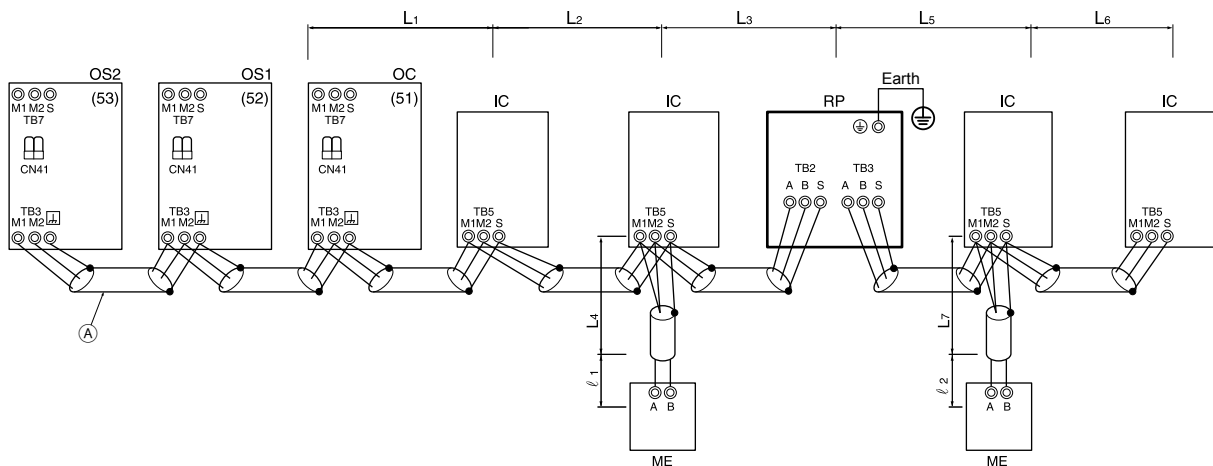 L1 L2 L3 L5 L6
OS2 OS1 OC Earth
(53) (52) (51) IC IC RP IC IC
M1 M2 S M1 M2 S M1 M2 S
TB7 TB7 TB7
CN41 CN41 CN41
TB2 TB3
A B S A B S
TB3 TB3 TB3 TB5 TB5 TB5 TB5
M1 M2 M1 M2 M1 M2 M1 M2 S M1 M2 S M1 M2 S M1 M2 S
A
L4 L7
ℓ1 ℓ2
A B A B
ME ME